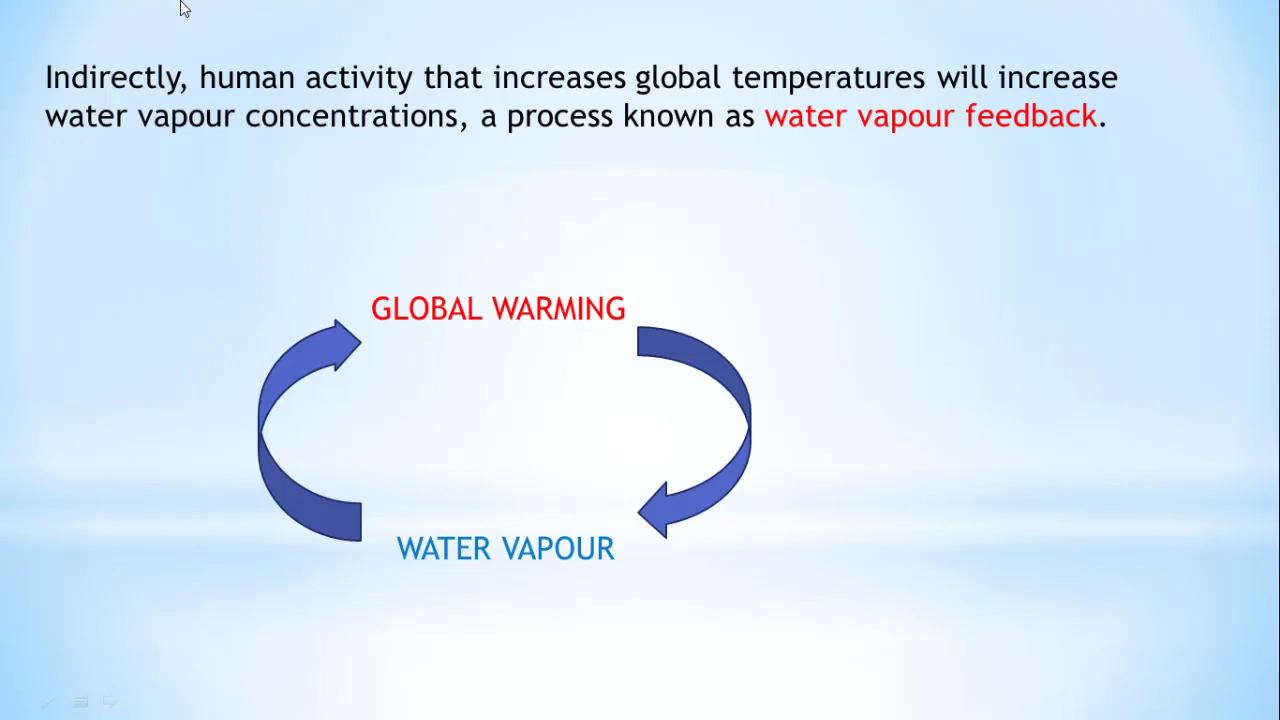 Indirectly, human activity that increases global temperatures will increase
water vapour concentrations, a process known as water vapour feedback.
GLOBAL WARMING
WATER VAPOUR